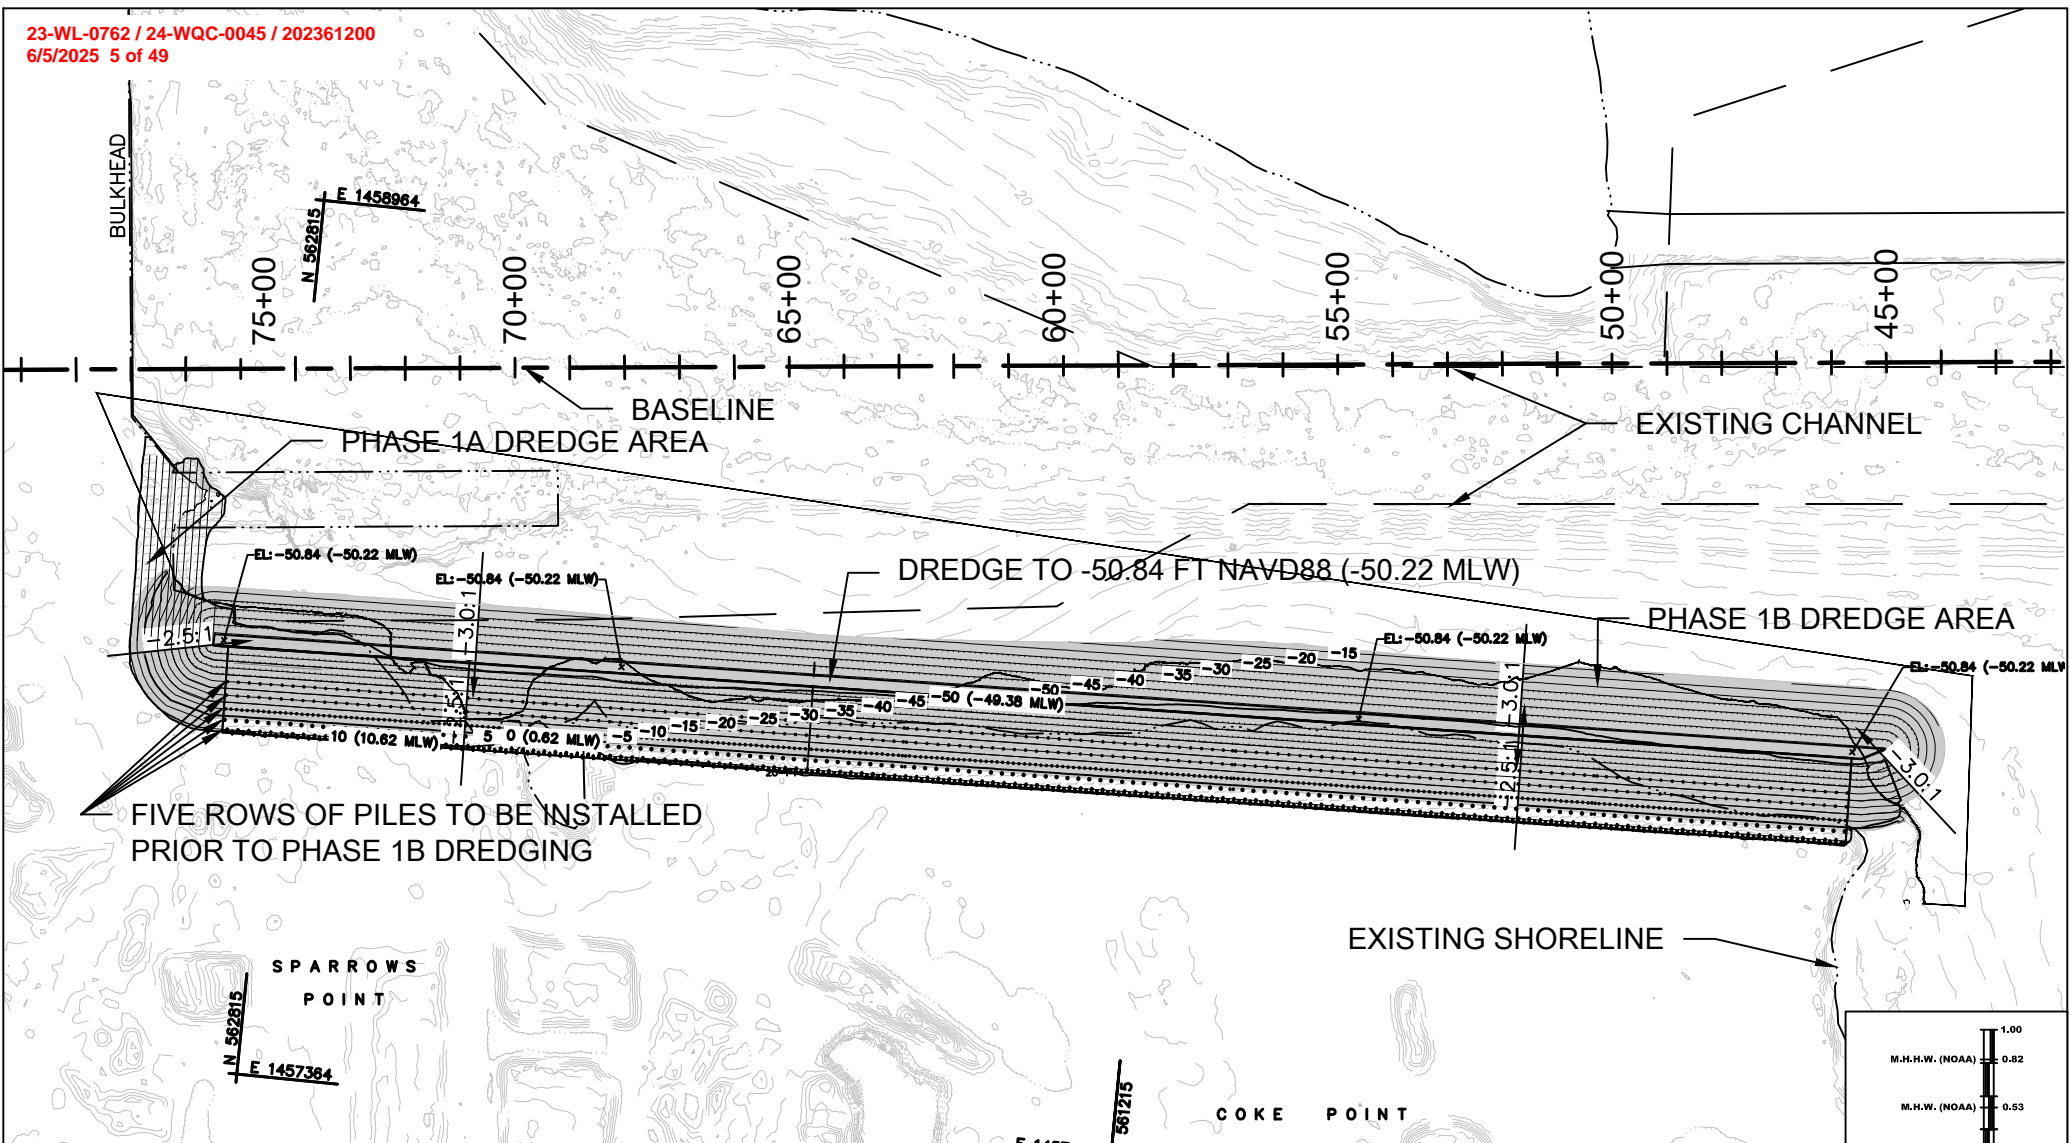 23-WL-0762 / 24-WQC-0045 / 202361200
6/5/2025 5 of 49
BULKHEAD
E 1458964
N 562815
75+00
70+00
65+00
60+00
55+00
50+00
45+00
BASELINE
EXISTING CHANNEL
PHASE 1A DREDGE AREA
EL:-50.84 (-50.22 MLW)
EL:-50.84 (-50.22 MLW)
DREDGE TO -50.84 FT NAVD88 (-50.22 MLW)
PHASE 1B DREDGE AREA
-2.5:1
-3.0:1
EL:-50.84 (-50.22 MLW)
EL:-50.84 (-50.22 MLW
-15
-20
-25
-30
-35
-40
-45
-50
-50 (-49.38 MLW)
-45
-40
-35
-30
-25
-20
-15
-10
-5
0 (0.62 MLW)
5
10 (10.62 MLW)
-3.0:1
-2.5:1
-3.0:1
FIVE ROWS OF PILES TO BE INSTALLED
PRIOR TO PHASE 1B DREDGING
EXISTING SHORELINE
SPARROWS
POINT
N 562815
E 1457364
561215
COKE POINT
1.00
M.H.H.W. (NOAA) 0.82
M.H.W. (NOAA) 0.53